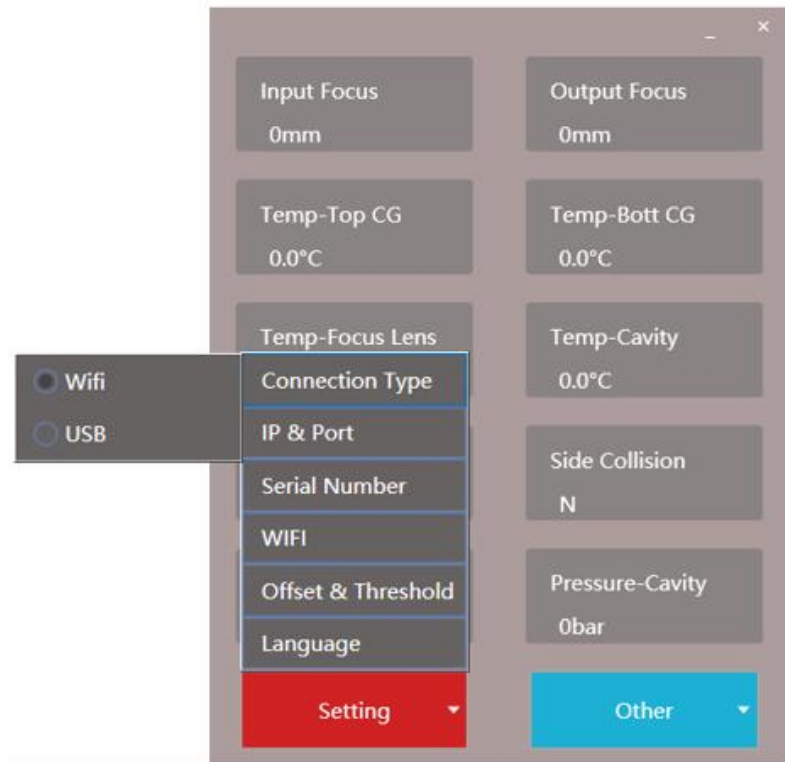 Input Focus
0mm
Output Focus
0mm
Temp-Top CG
0.0°C
Temp-Bott CG
0.0°C
Temp-Focus Lens
Temp-Cavity
0.0°C
Wifi
USB
Connection Type
IP & Port
Serial Number
WIFI
Offset & Threshold
Language
Side Collision
N
Pressure-Cavity
0bar
Setting
Other